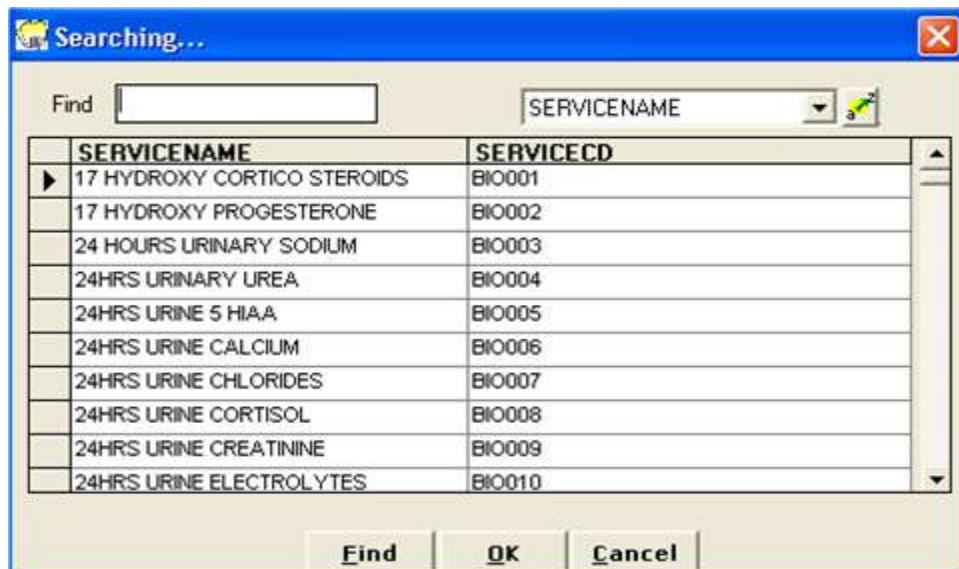 Searching...
Find SERVICENAME
SERVICENAME SERVICECD
17 HYDROXY CORTICO STEROIDS BIO001
17 HYDROXY PROGESTERONE BIO002
24 HOURS URINARY SODIUM BIO003
24HRS URINARY UREA BIO004
24HRS URINE 5 HIAA BIO005
24HRS URINE CALCIUM BIO006
24HRS URINE CHLORIDES BIO007
24HRS URINE CORTISOL BIO008
24HRS URINE CREATININE BIO009
24HRS URINE ELECTROLYTES BIO010
Find OK Cancel